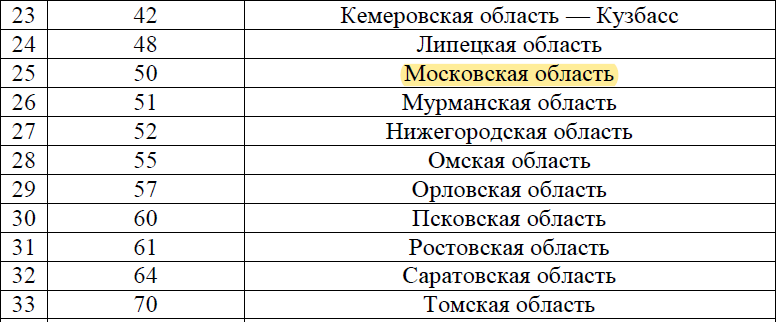 23 42 Кемеровская область — Кузбасс
24 48 Липецкая область
25 50 Московская область
26 51 Мурманская область
27 52 Нижегородская область
28 55 Омская область
29 57 Орловская область
30 60 Псковская область
31 61 Ростовская область
32 64 Саратовская область
33 70 Томская область